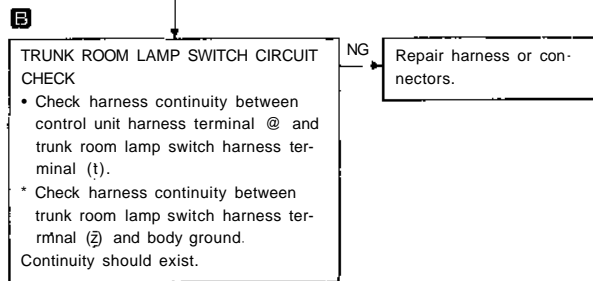 B
TRUNK ROOM LAMP SWITCH CIRCUIT
CHECK
• Check harness continuity between
control unit harness terminal @ and
trunk room lamp switch harness ter-
minal (t).
* Check harness continuity between
trunk room lamp switch harness ter-
minal (z) and body ground.
Continuity should exist.
NG
Repair harness or con-
nectors.